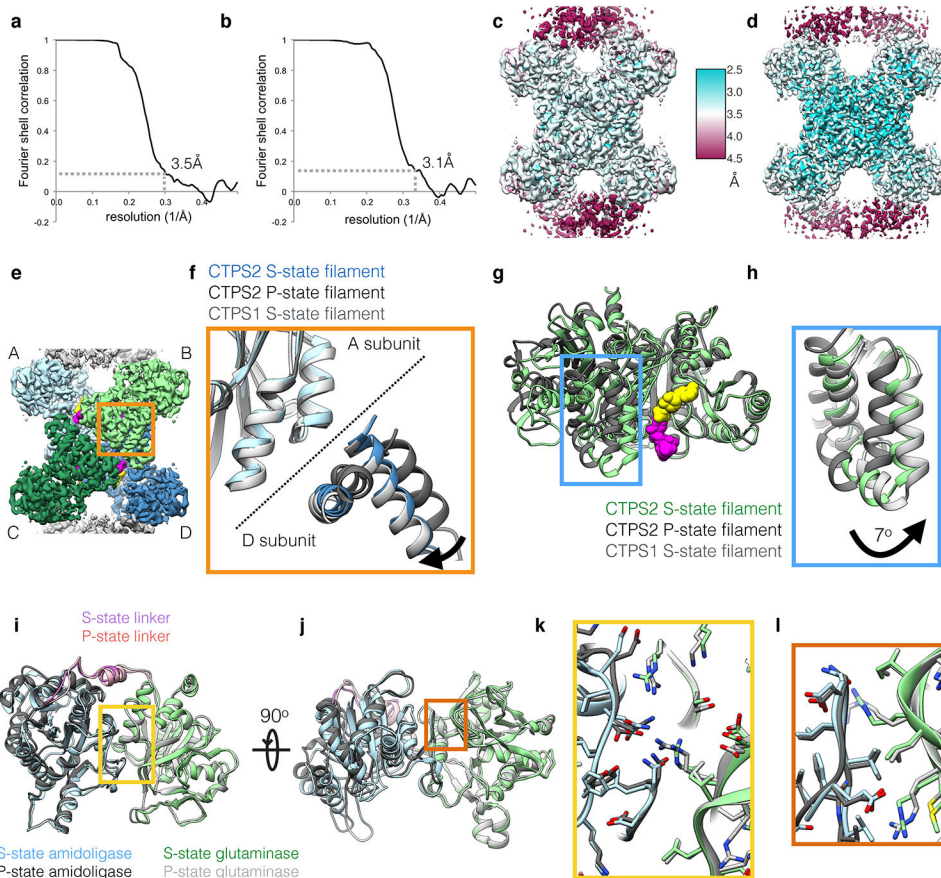 a
b
c
d
Fourier shell correlation
1
0.8
0.6
0.4
0.2
0
-0.2
0.0
0.1
0.2
0.3
0.4
3.5Å
resolution (1/Å)
Fourier shell correlation
1
0.8
0.6
0.4
0.2
0
-0.2
0.0
0.1
0.2
0.3
0.4
3.1Å
resolution (1/Å)
2.5
3.0
3.5
4.0
4.5
Å
e
f
g
h
CTPS2 S-state filament
CTPS2 P-state filament
CTPS1 S-state filament
A
B
C
D
A subunit
D subunit
CTPS2 S-state filament
CTPS2 P-state filament
CTPS1 S-state filament
7o
i
j
k
l
S-state linker
P-state linker
90o
S-state amidoligase
P-state amidoligase
S-state glutaminase
P-state glutaminase